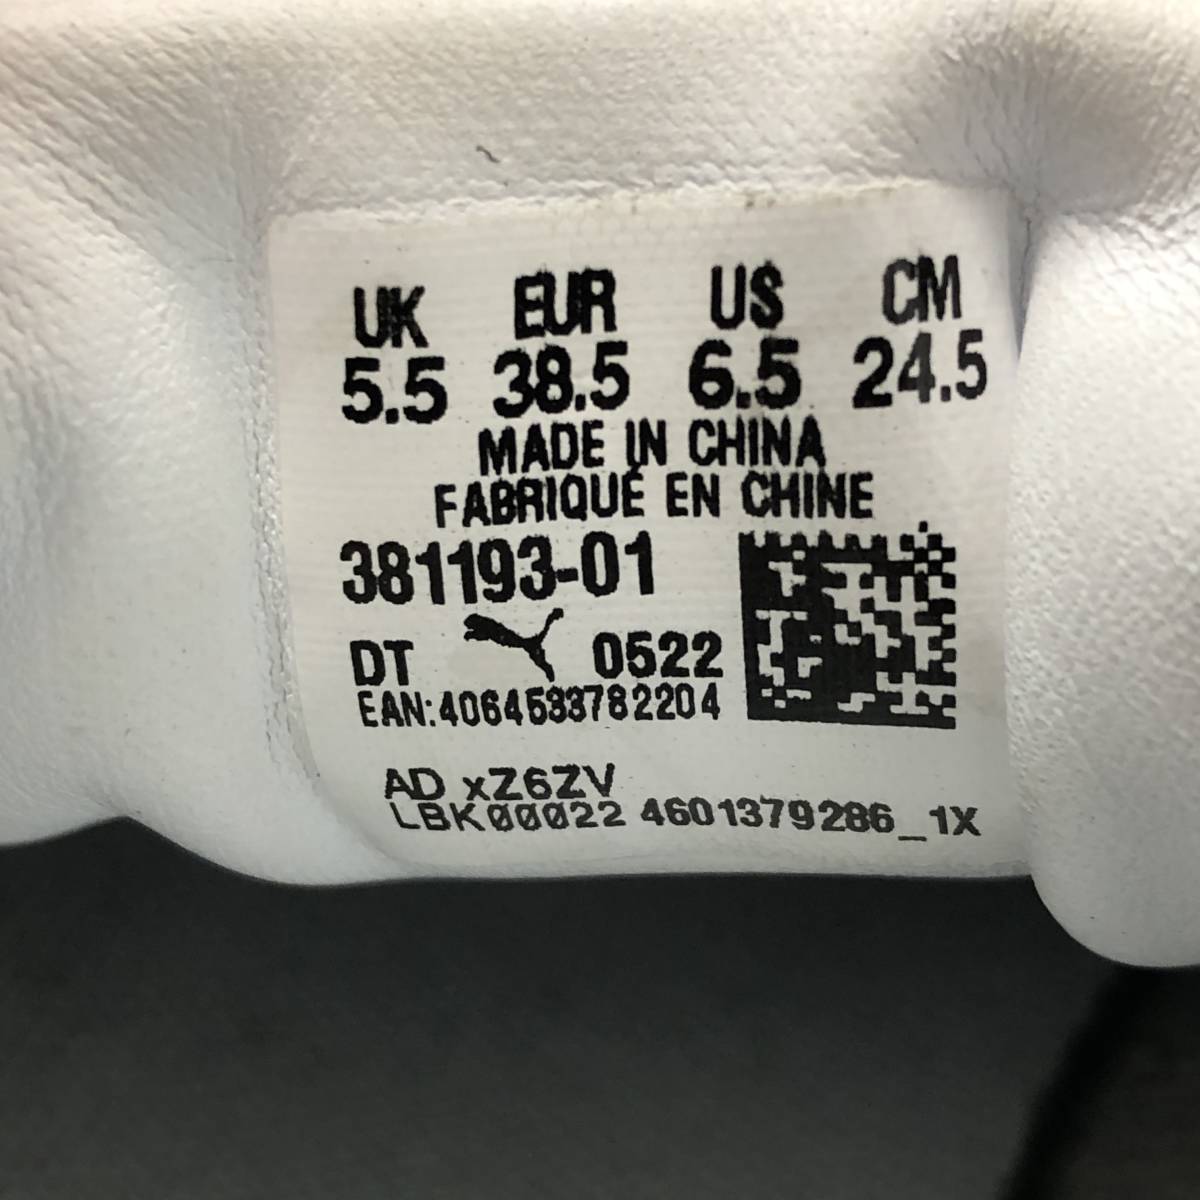 UK EUR US CM
5.5 38.5 6.5 24.5
MADE IN CHINA
FABRIQUÉ EN CHINE
381193-01
DT 0522
EAN:4064533782204
AD xZ6ZV
LBK00022 4601379286_1X